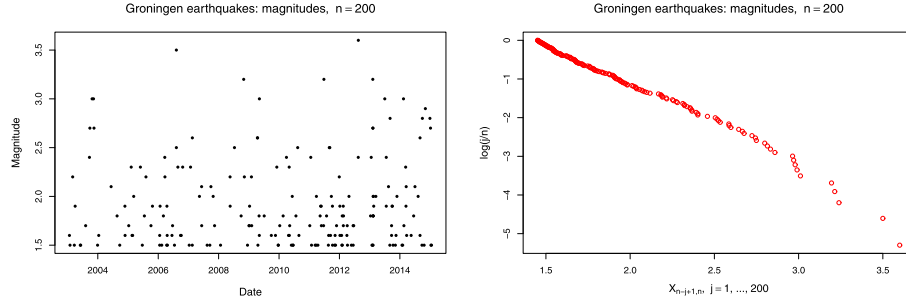 Groningen earthquakes: magnitudes, n = 200
Magnitude
3.5
3.0
2.5
2.0
1.5
2004 2006 2008 2010 2012 2014
Date
Groningen earthquakes: magnitudes, n = 200
log(j/n)
0
-1
-2
-3
-4
-5
1.5 2.0 2.5 3.0 3.5
Xn−j+1,n, j = 1, ..., 200